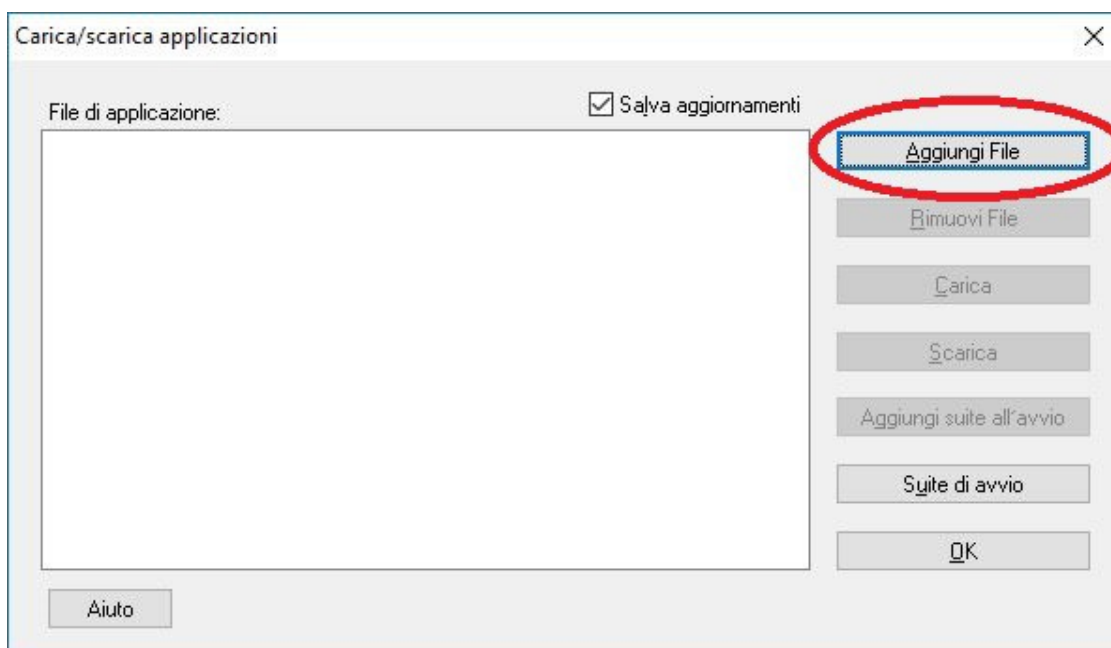 Carica/scarica applicazioni
File di applicazione:
Salva aggiornamenti
Aggiungi File
Rimuovi File
Carica
Scarica
Aggiungi suite all'avvio
Suite di avvio
OK
Aiuto